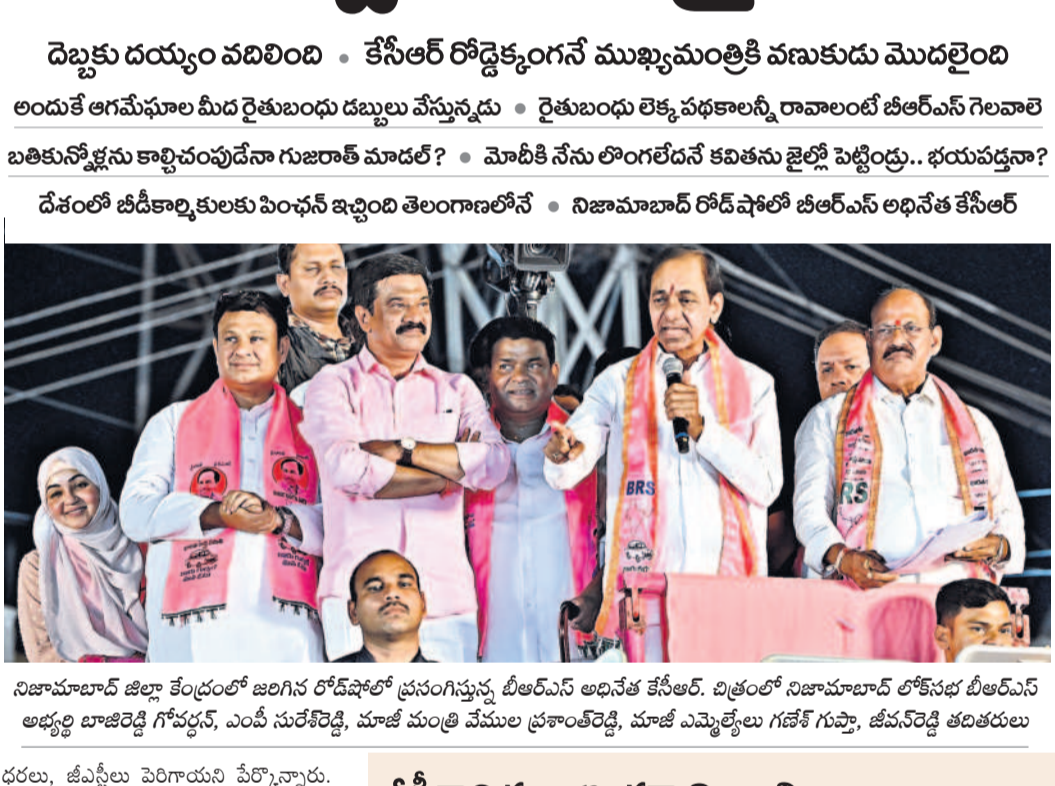 దెబ్బకు దయ్యం వదిలింది ● కేసీఆర్ రోడ్డెక్కంగనే ముఖ్యమంత్రికి వణుకుడు మొదలైంది
అందుకే ఆగమేఘాల మీద రైతుబంధు డబ్బులు వేస్తున్నడు ● రైతుబంధు లెక్క పథకాలన్నీ రావాలంటే బీఆర్ఎస్ గెలవాలె
బతికున్నోళ్లను కాల్చిచంపుడేనా గుజరాత్ మాడల్? ● మోదీకి నేను లొంగలేదనే కవితను జైల్లో పెట్టిండ్రు.. భయపడ్తనా?
దేశంలో బీడీకార్మికులకు పింఛన్ ఇచ్చింది తెలంగాణలోనే ● నిజామాబాద్ రోడ్‌షోలో బీఆర్ఎస్ అధినేత కేసీఆర్
BRS
RS
నిజామాబాద్ జిల్లా కేంద్రంలో జరిగిన రోడ్‌షోలో ప్రసంగిస్తున్న బీఆర్ఎస్ అధినేత కేసీఆర్. చిత్రంలో నిజామాబాద్ లోక్‌సభ బీఆర్ఎస్
అభ్యర్థి బాజిరెడ్డి గోవర్ధన్, ఎంపీ సురేశ్‌రెడ్డి, మాజీ మంత్రి వేముల ప్రశాంత్‌రెడ్డి, మాజీ ఎమ్మెల్యేలు గణేశ్ గుప్తా, జీవన్‌రెడ్డి తదితరులు
ధరలు, జీఎస్టీలు పెరిగాయని పేర్కొన్నారు.